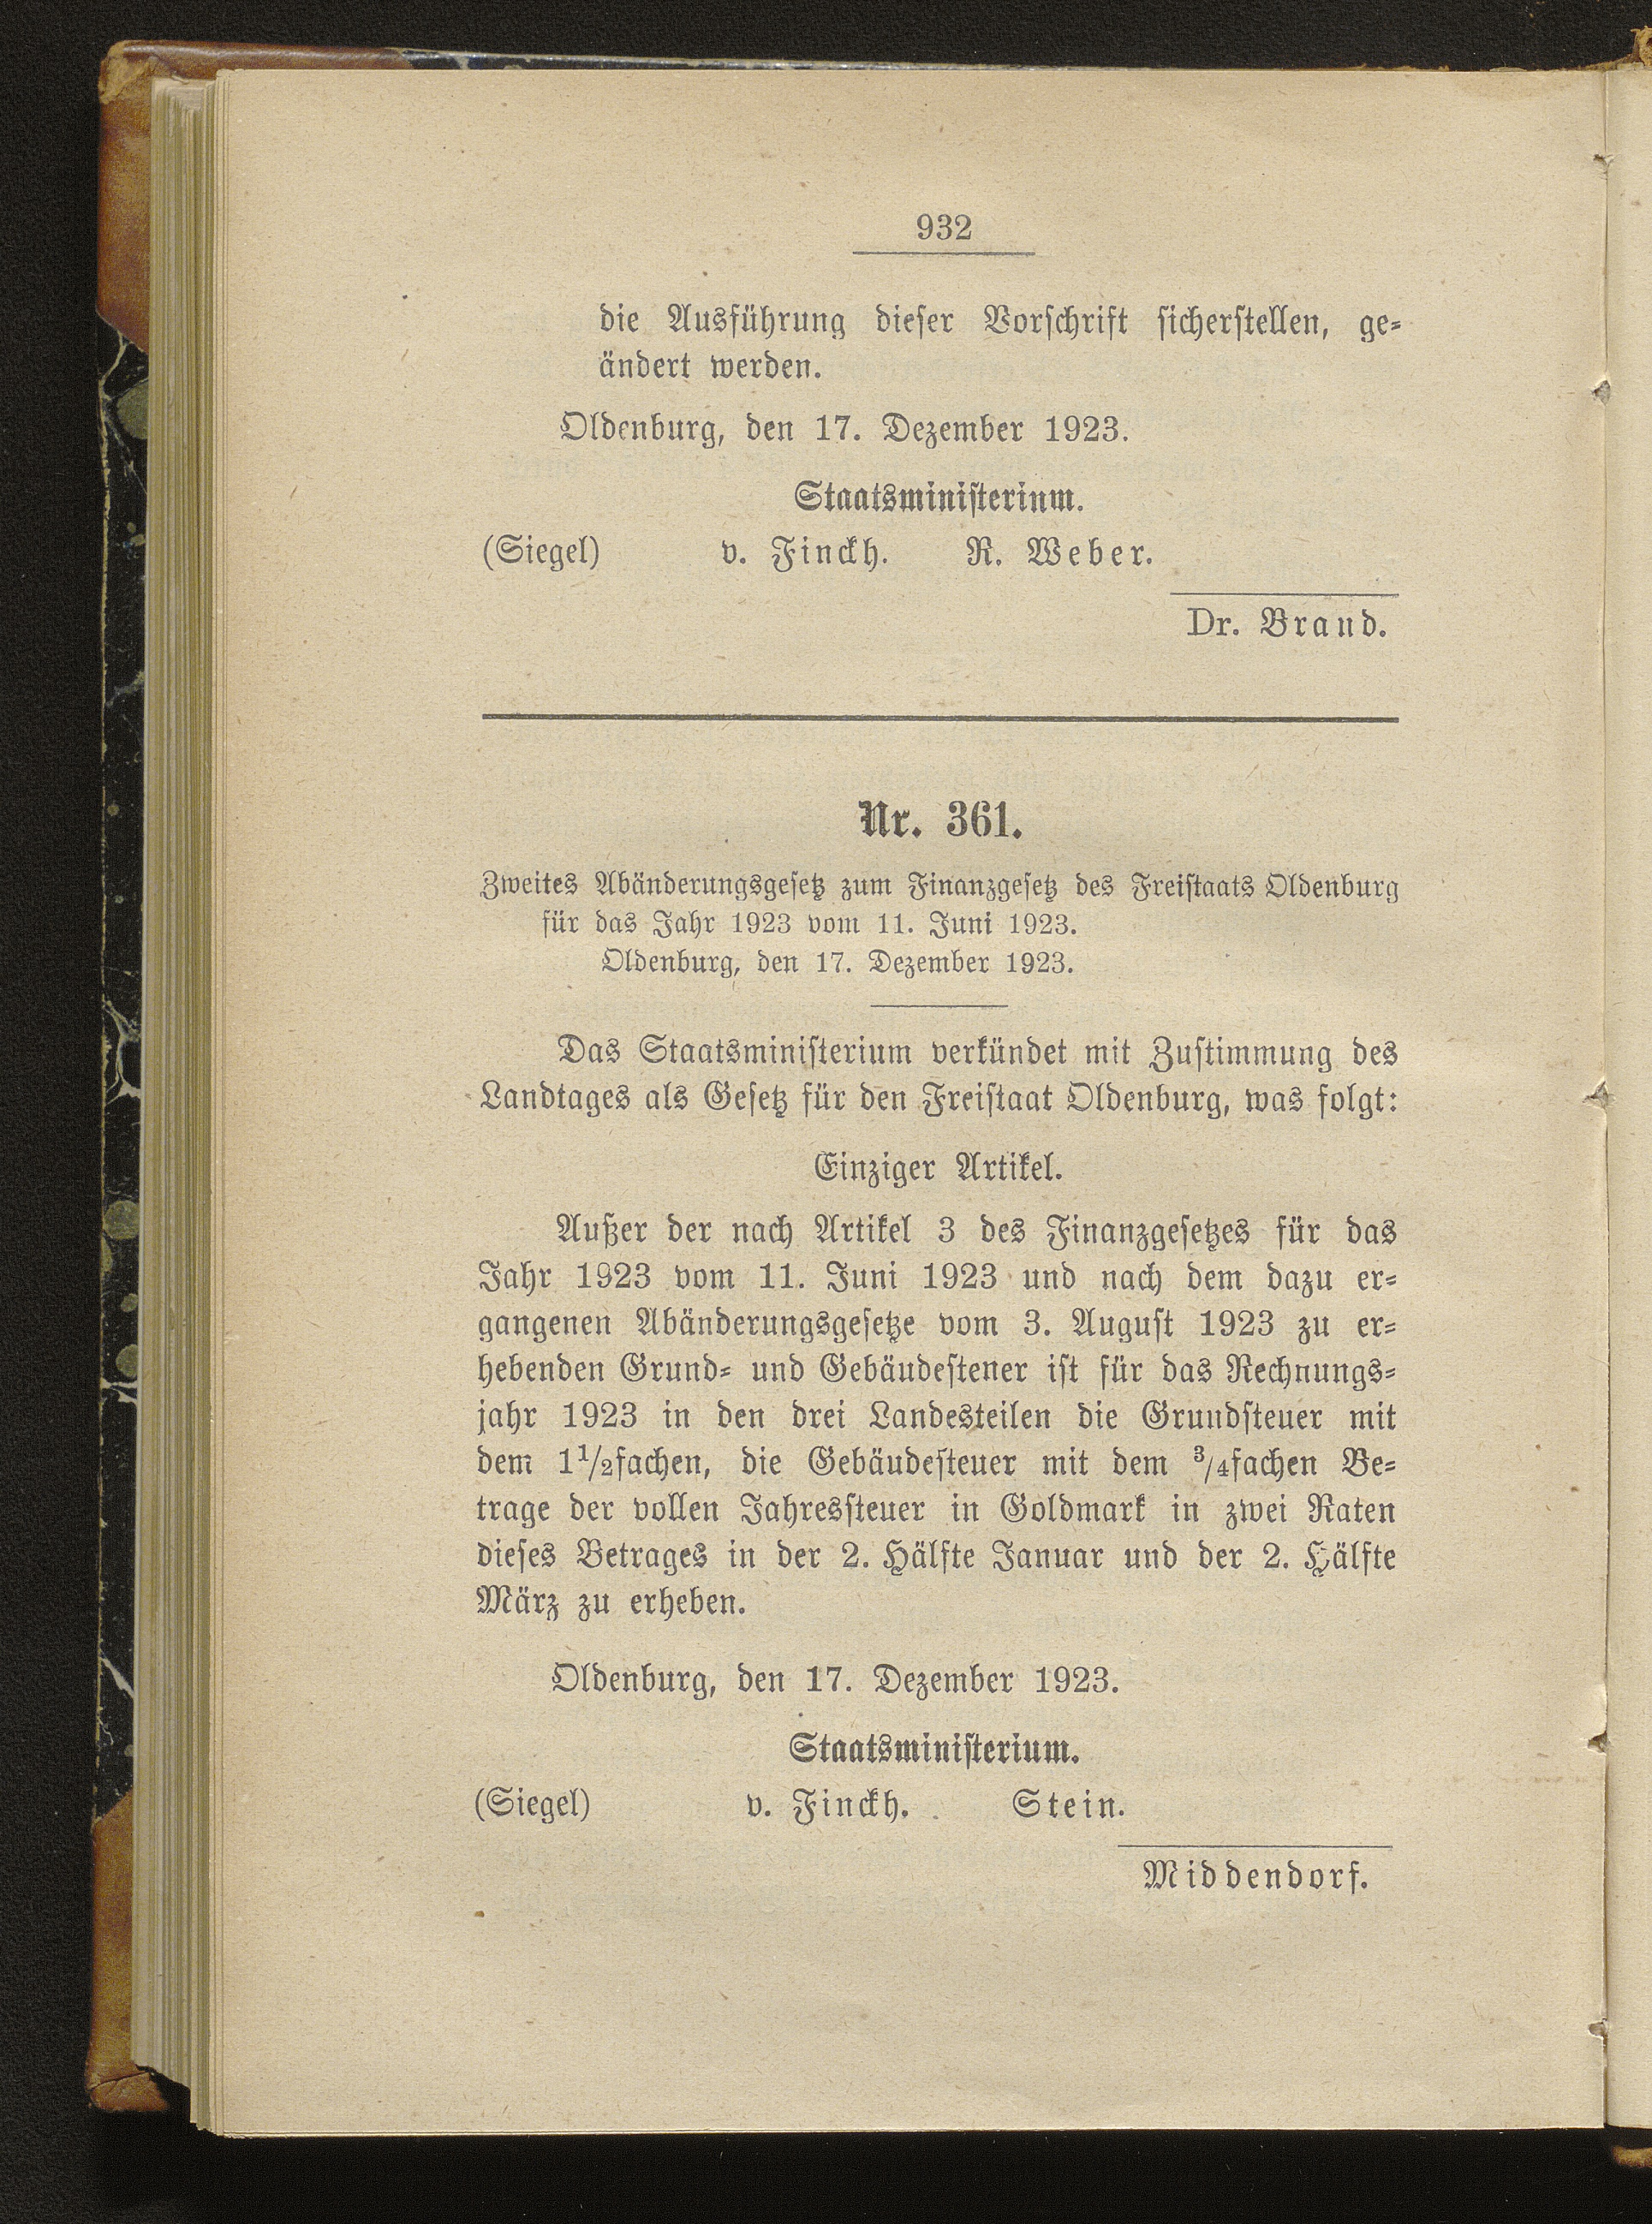 932
die Ausführung dieser Vorschrift sicherstellen, ge-
ändert werden.
Oldenburg, den 17. Dezember 1923.
Staatsministerium.
(Siegel) v. Finckh. R. Weber.
Dr. Brand.
Nr. 361.
Zweites Abänderungsgesetz zum Finanzgesetz des Freistaats Oldenburg
für das Jahr 1923 vom 11. Juni 1923.
Oldenburg, den 17. Dezember 1923.
Das Staatsministerium verkündet mit Zustimmung des
Landtages als Gesetz für den Freistaat Oldenburg, was folgt:
Einziger Artikel.
Außer der nach Artikel 3 des Finanzgesetzes für das
Jahr 1923 vom 11. Juni 1923 und nach dem dazu er-
gangenen Abänderungsgesetze vom 3. August 1923 zu er-
hebenden Grund- und Gebäudestener ist für das Rechnungs-
jahr 1923 in den drei Landesteilen die Grundsteuer mit
dem 1 1/2fachen, die Gebäudesteuer mit dem 3/4fachen Be-
trage der vollen Jahressteuer in Goldmark in zwei Raten
dieses Betrages in der 2. Hälfte Januar und der 2. Hälfte
März zu erheben.
Oldenburg, den 17. Dezember 1923.
Staatsministerium.
(Siegel) v. Finckh. Stein.
Middendorf.